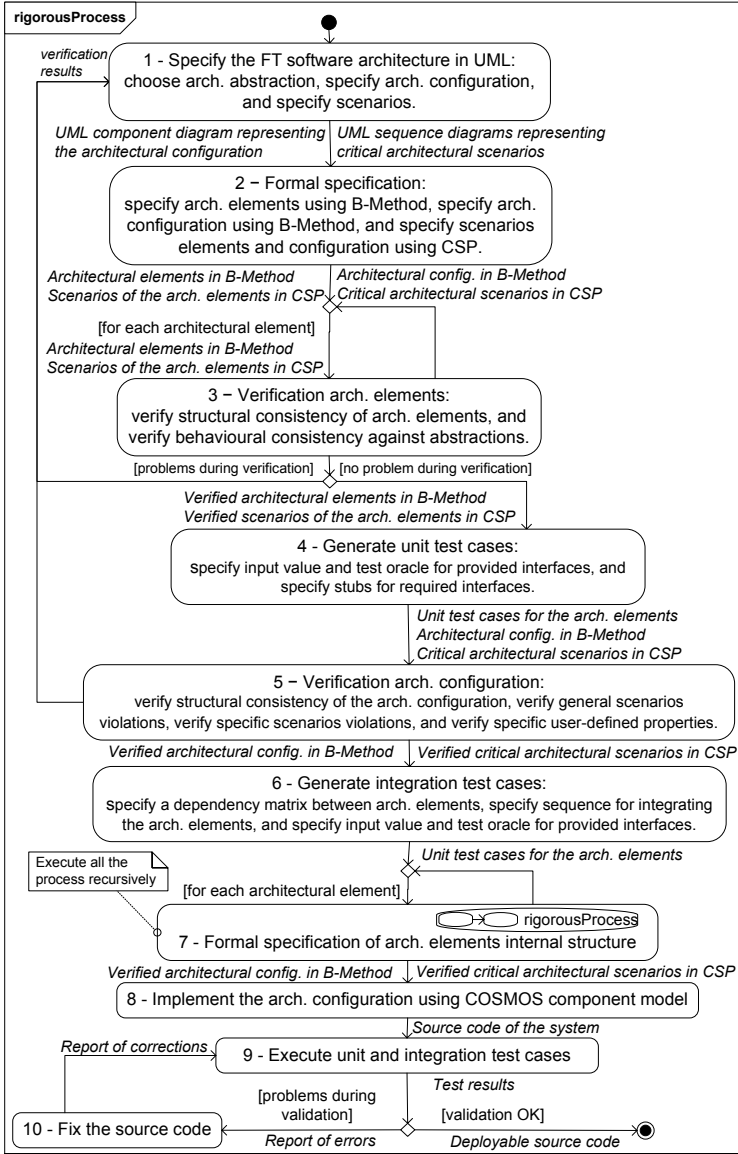 rigorousProcess
verification
results
1 - Specify the FT software architecture in UML:
choose arch. abstraction, specify arch. configuration,
and specify scenarios.
UML component diagram representing
the architectural configuration
UML sequence diagrams representing
critical architectural scenarios
2 – Formal specification:
specify arch. elements using B-Method, specify arch.
configuration using B-Method, and specify scenarios
elements and configuration using CSP.
Architectural elements in B-Method
Scenarios of the arch. elements in CSP
Architectural config. in B-Method
Critical architectural scenarios in CSP
[for each architectural element]
Architectural elements in B-Method
Scenarios of the arch. elements in CSP
3 – Verification arch. elements:
verify structural consistency of arch. elements, and
verify behavioural consistency against abstractions.
[problems during verification]
[no problem during verification]
Verified architectural elements in B-Method
Verified scenarios of the arch. elements in CSP
4 - Generate unit test cases:
specify input value and test oracle for provided interfaces, and
specify stubs for required interfaces.
Unit test cases for the arch. elements
Architectural config. in B-Method
Critical architectural scenarios in CSP
5 – Verification arch. configuration:
verify structural consistency of the arch. configuration, verify general scenarios
violations, verify specific scenarios violations, and verify specific user-defined properties.
Verified architectural config. in B-Method
Verified critical architectural scenarios in CSP
6 - Generate integration test cases:
specify a dependency matrix between arch. elements, specify sequence for integrating
the arch. elements, and specify input value and test oracle for provided interfaces.
Unit test cases for the arch. elements
Execute all the
process recursively
[for each architectural element]
rigorousProcess
7 - Formal specification of arch. elements internal structure
Verified architectural config. in B-Method
Verified critical architectural scenarios in CSP
8 - Implement the arch. configuration using COSMOS component model
Source code of the system
Report of corrections
9 - Execute unit and integration test cases
Test results
[problems during
validation]
[validation OK]
10 - Fix the source code
Report of errors
Deployable source code